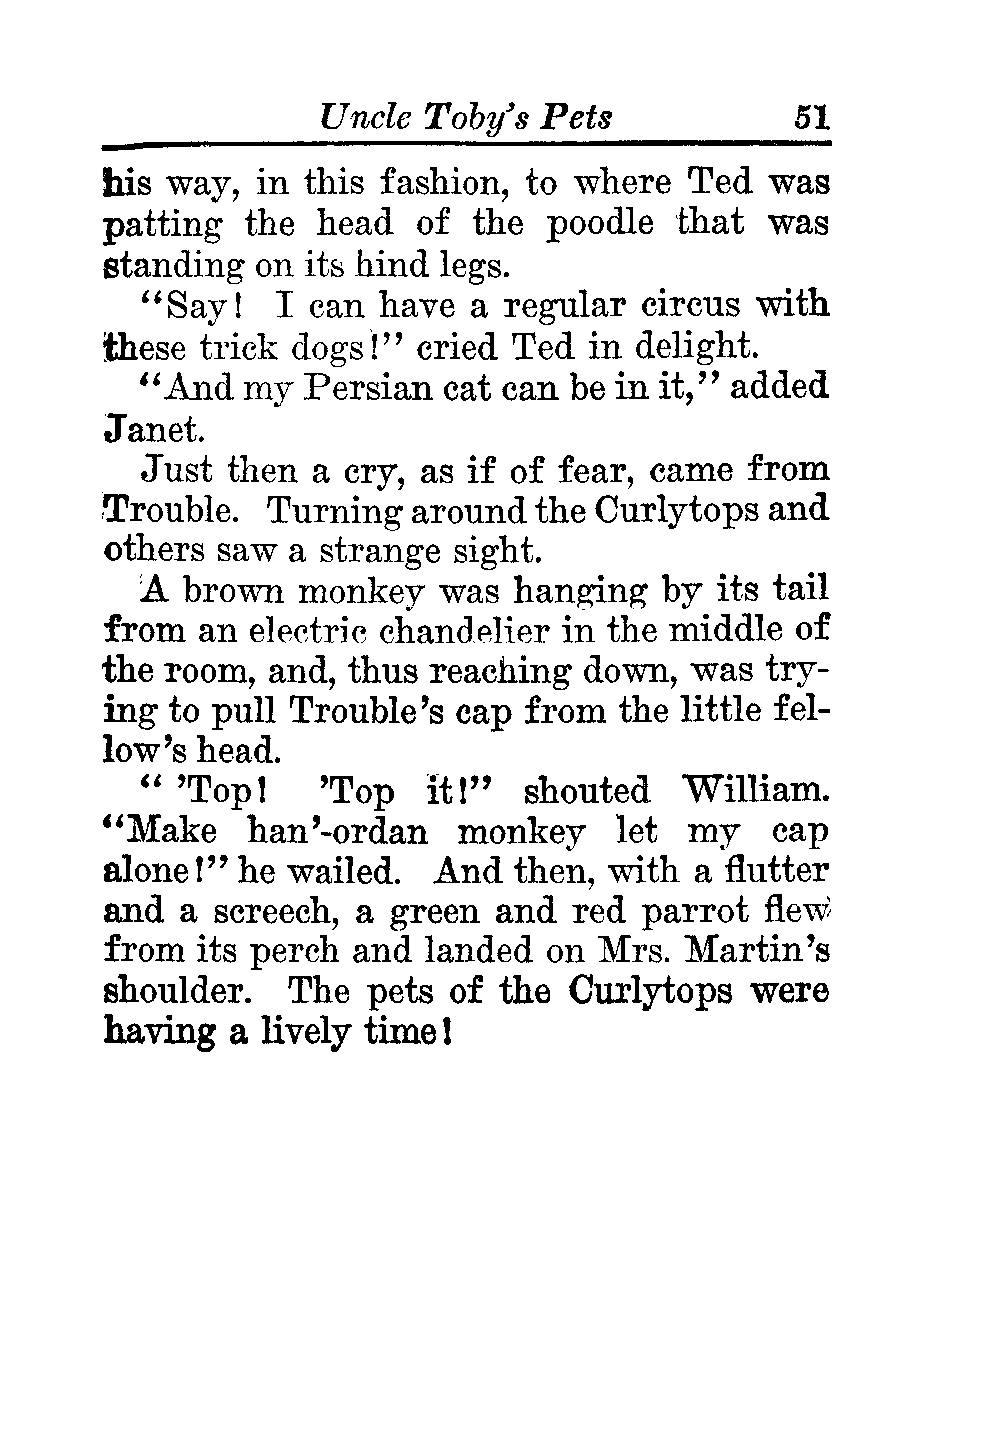 Uncle Toby's Pets 51
his way, in this fashion, to where Ted was
patting the head of the poodle that was
standing on its hind legs.
"Say! I can have a regular circus with
these trick dogs!" cried Ted in delight.
"And my Persian cat can be in it," added
Janet.
Just then a cry, as if of fear, came from
Trouble. Turning around the Curlytops and
others saw a strange sight.
A brown monkey was hanging by its tail
from an electric chandelier in the middle of
the room, and, thus reaching down, was try-
ing to pull Trouble's cap from the little fel-
low's head.
" 'Top! 'Top it!" shouted William.
"Make han'-ordan monkey let my cap
alone!" he wailed. And then, with a flutter
and a screech, a green and red parrot flew
from its perch and landed on Mrs. Martin's
shoulder. The pets of the Curlytops were
having a lively time!